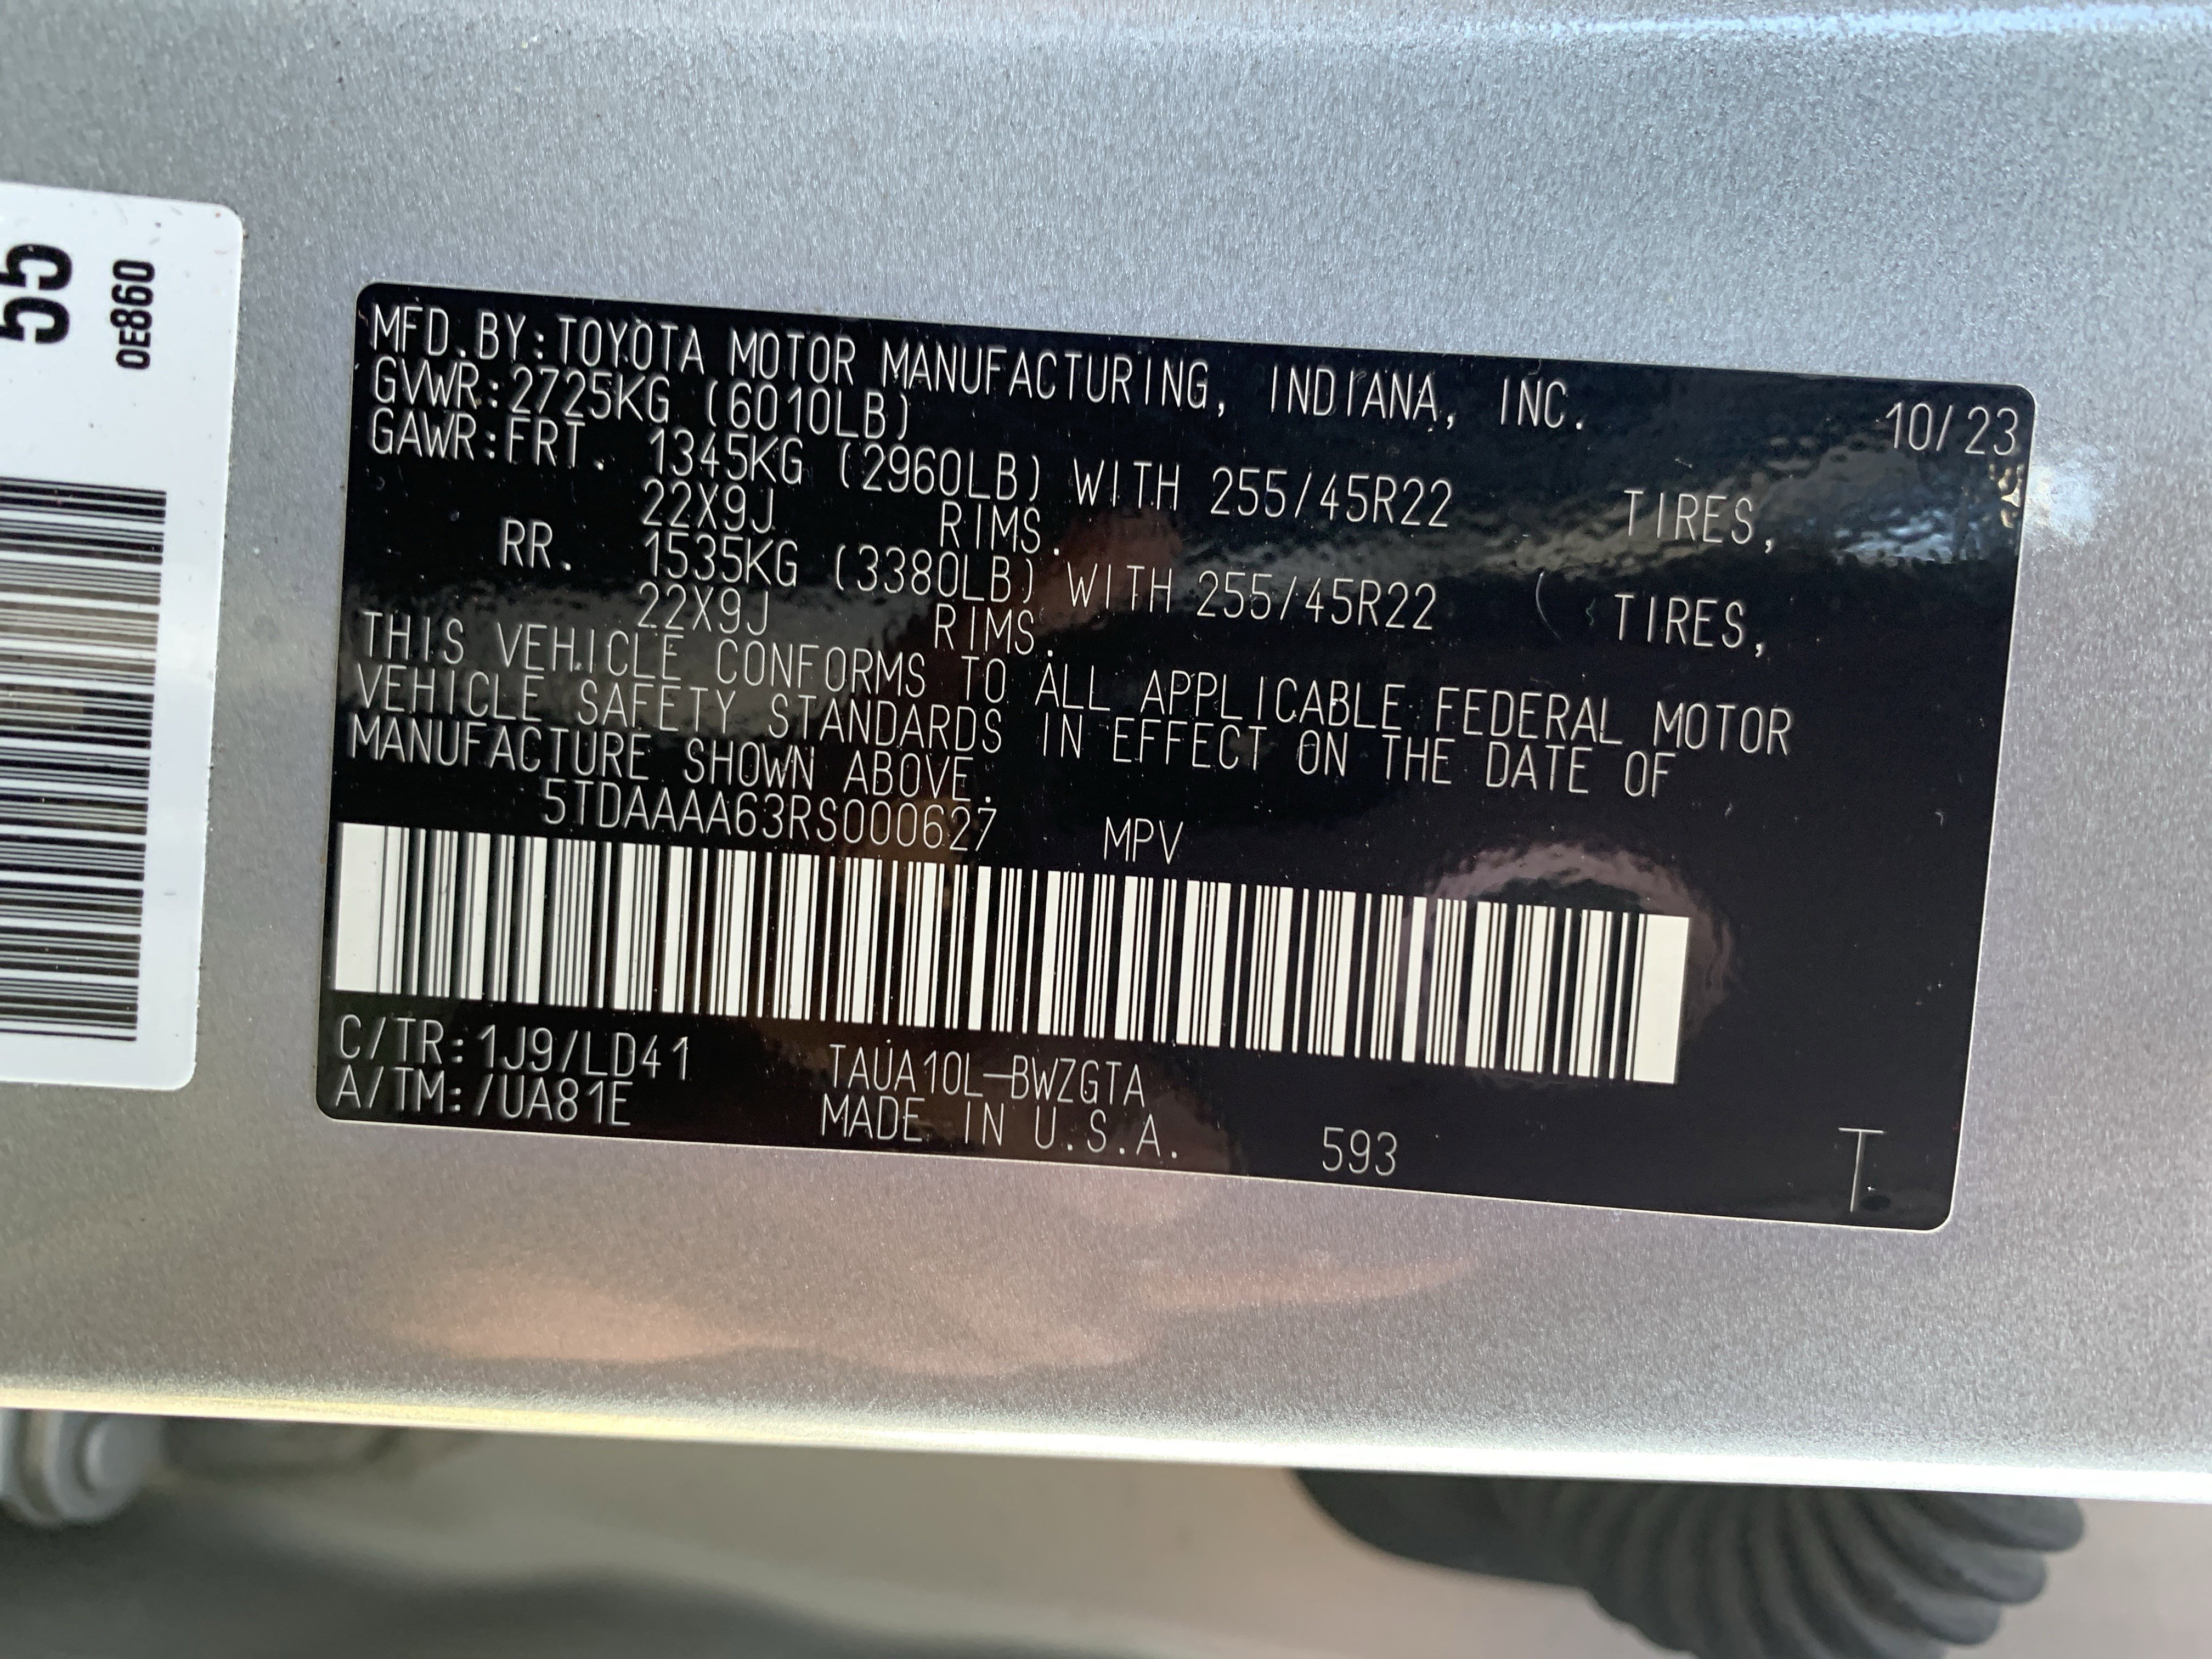 55
0E860
MFD.BY:TOYOTA MOTOR MANUFACTURING, INDIANA, INC. 10/23
GVWR:2725KG (6010LB)
GAWR:FRT. 1345KG (2960LB) WITH 255/45R22 TIRES,
22X9J RIMS.
RR. 1535KG (3380LB) WITH 255/45R22 TIRES,
22X9J RIMS.
THIS VEHICLE CONFORMS TO ALL APPLICABLE FEDERAL MOTOR
VEHICLE SAFETY STANDARDS IN EFFECT ON THE DATE OF
MANUFACTURE SHOWN ABOVE.
5TDAAAA63RS000627 MPV
C/TR:1J9/LD41 TAUA10L-BWZGTA
A/TM:/UA81E MADE IN U.S.A. 593 T